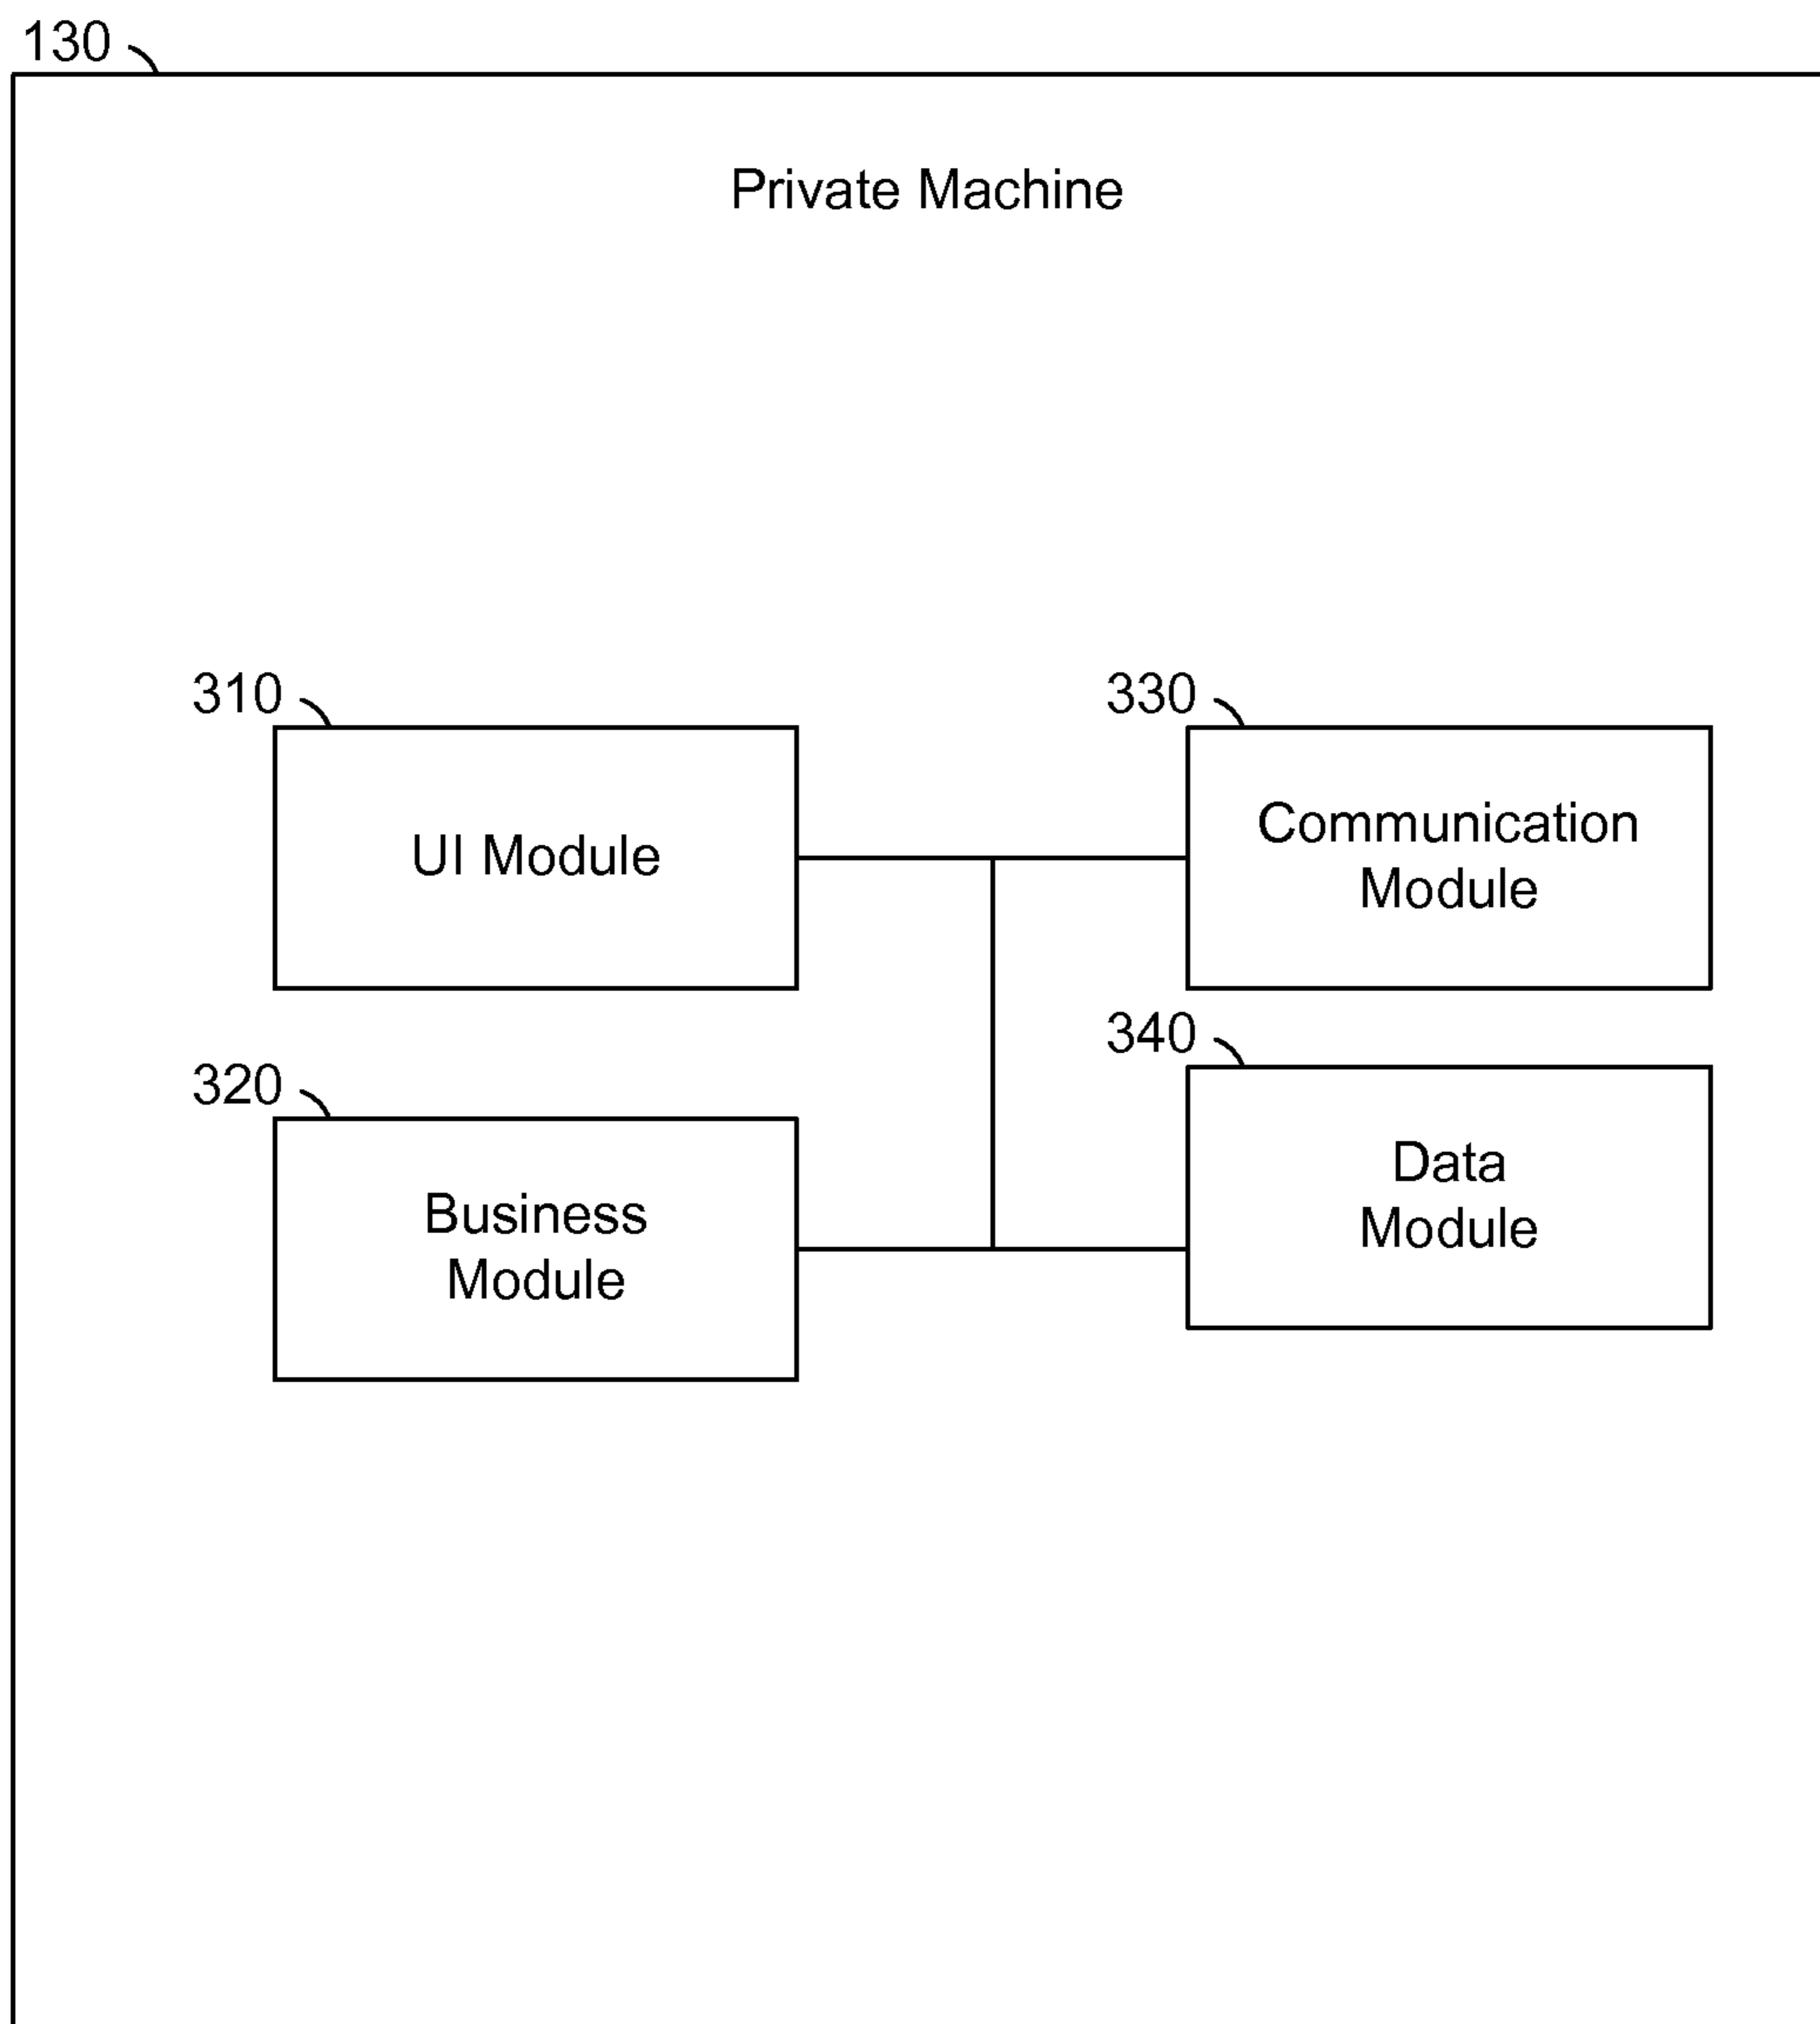 130
Private Machine
310
UI Module
330
Communication
Module
320
Business
Module
340
Data
Module